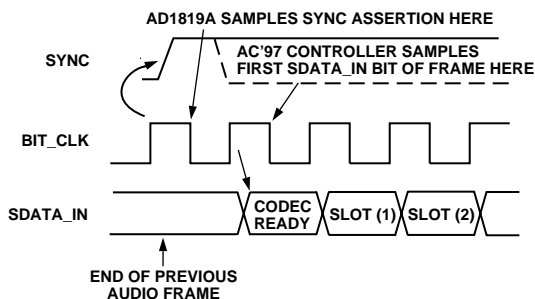 AD1819A SAMPLES SYNC ASSERTION HERE
SYNC
AC'97 CONTROLLER SAMPLES
FIRST SDATA_IN BIT OF FRAME HERE
BIT_CLK
SDATA_IN
CODEC
READY
SLOT (1)
SLOT (2)
END OF PREVIOUS
AUDIO FRAME